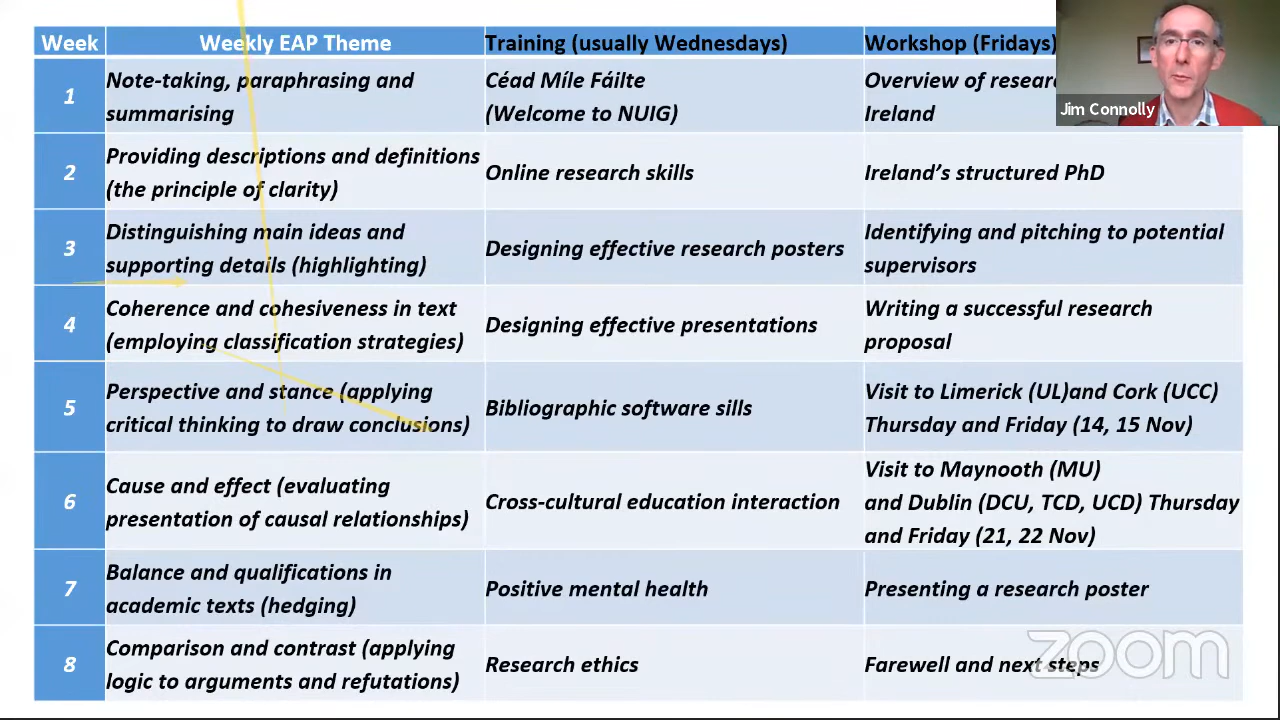 Week Weekly EAP Theme Training (usually Wednesdays) Workshop (Fridays)
1
Note-taking, paraphrasing and
summarising
Céad Míle Fáilte
(Welcome to NUIG)
Overview of
Ireland
Jim Connolly
2
Providing descriptions and definitions
(the principle of clarity)
Online research skills
Ireland's structured PhD
3
Distinguishing main ideas and
supporting details (highlighting)
Designing effective research posters
Identifying and pitching to potential
supervisors
4
Coherence and cohesiveness in text
(employing classification strategies)
Designing effective presentations
Writing a successful research
proposal
5
Perspective and stance (applying
critical thinking to draw conclusions)
Bibliographic software sills
Visit to Limerick (UL)and Cork (UCC)
Thursday and Friday (14, 15 Nov)
6
Cause and effect (evaluating
presentation of causal relationships)
Cross-cultural education interaction
Visit to Maynooth (MU)
and Dublin (DCU, TCD, UCD) Thursday
and Friday (21, 22 Nov)
7
Balance and qualifications in
academic texts (hedging)
Positive mental health
Presenting a research poster
8
Comparison and contrast (applying
logic to arguments and refutations)
Research ethics
Farewell and next steps
zoom